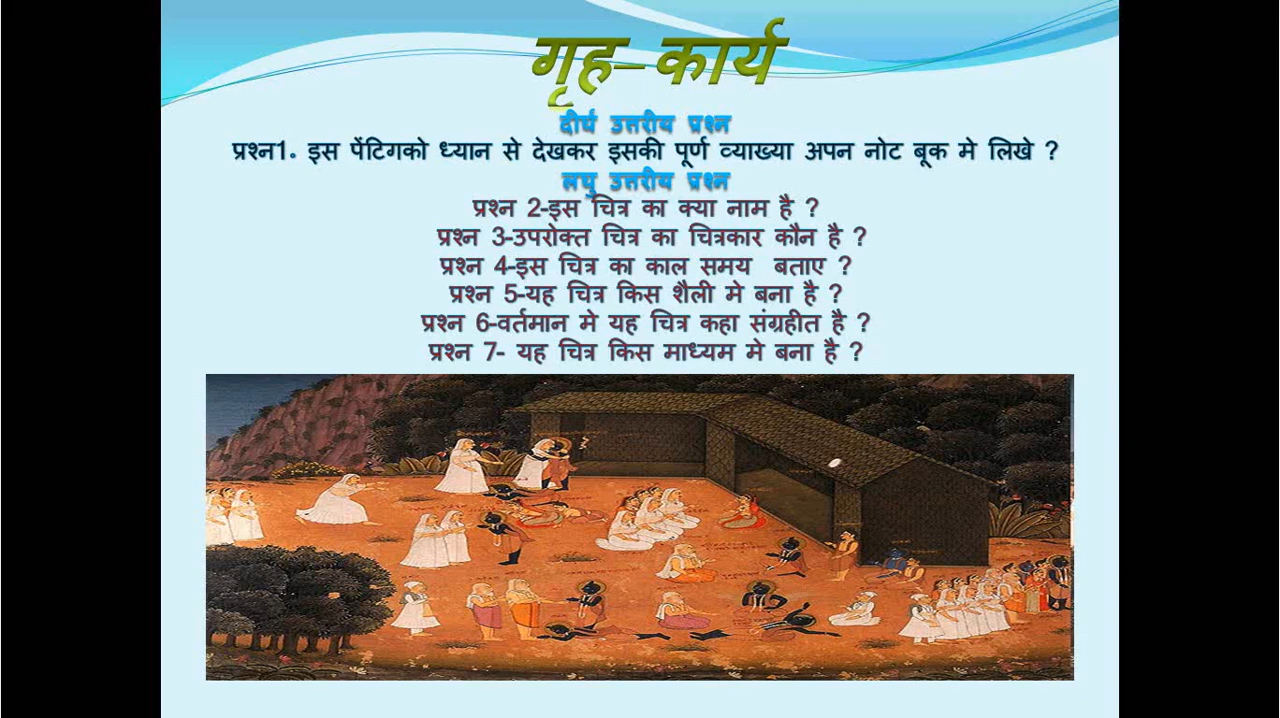 गृह-कार्य
दीर्घ उत्तरीय प्रश्न
प्रश्न1. इस पेंटिगको ध्यान से देखकर इसकी पूर्ण व्याख्या अपन नोट बूक मे लिखे ?
लघु उत्तरीय प्रश्न
प्रश्न 2-इस चित्र का क्या नाम है ?
प्रश्न 3-उपरोक्त चित्र का चित्रकार कौन है ?
प्रश्न 4-इस चित्र का काल समय बताए ?
प्रश्न 5-यह चित्र किस शैली मे बना है ?
प्रश्न 6-वर्तमान मे यह चित्र कहा संग्रहीत है ?
प्रश्न 7- यह चित्र किस माध्यम मे बना है ?